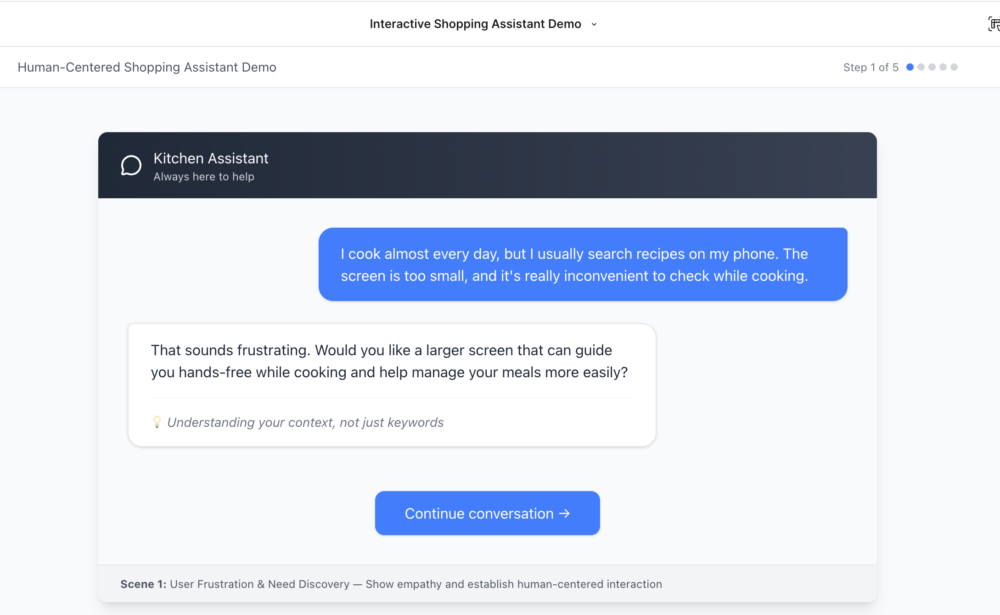 Interactive Shopping Assistant Demo
Human-Centered Shopping Assistant Demo
Step 1 of 5
Kitchen Assistant
Always here to help
I cook almost every day, but I usually search recipes on my phone. The
screen is too small, and it's really inconvenient to check while cooking.
That sounds frustrating. Would you like a larger screen that can guide
you hands-free while cooking and help manage your meals more easily?
💡 Understanding your context, not just keywords
Continue conversation →
Scene 1: User Frustration & Need Discovery — Show empathy and establish human-centered interaction